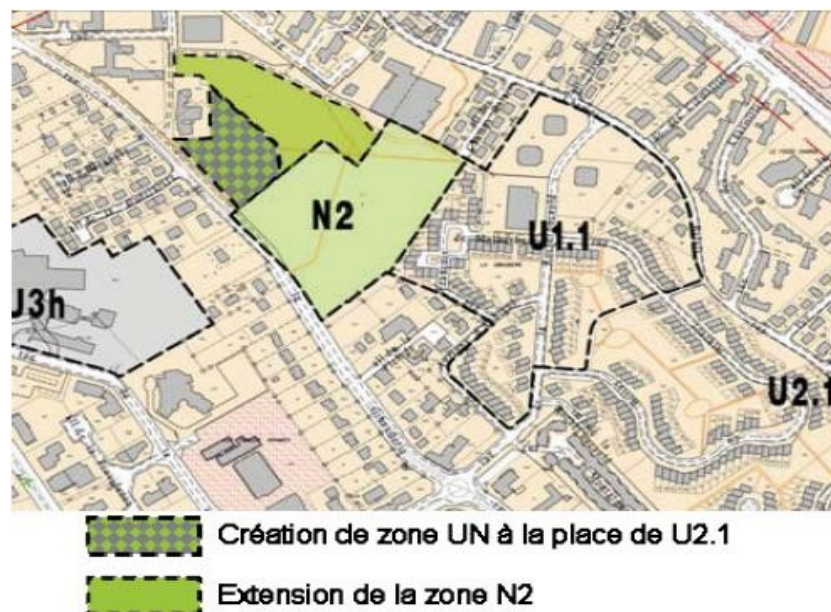 N2
U1.1
J3h
U2.1
Création de zone UN à la place de U2.1
Extension de la zone N2